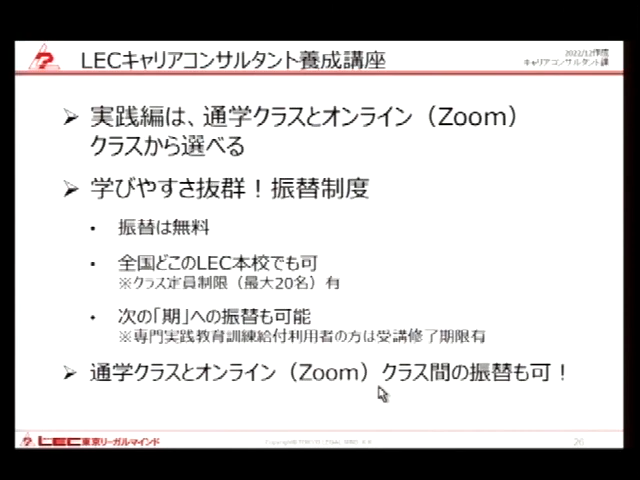 LECキャリアコンサルタント養成講座
2022/12作成
キャリアコンサルタント課
➢ 実践編は、通学クラスとオンライン（Zoom）
クラスから選べる
➢ 学びやすさ抜群！振替制度
• 振替は無料
• 全国どこのLEC本校でも可
※クラス定員制限（最大20名）有
• 次の「期」への振替も可能
※専門実践教育訓練給付利用者の方は受講修了期限有
➢ 通学クラスとオンライン（Zoom）クラス間の振替も可！
LEC東京リーガルマインド
26